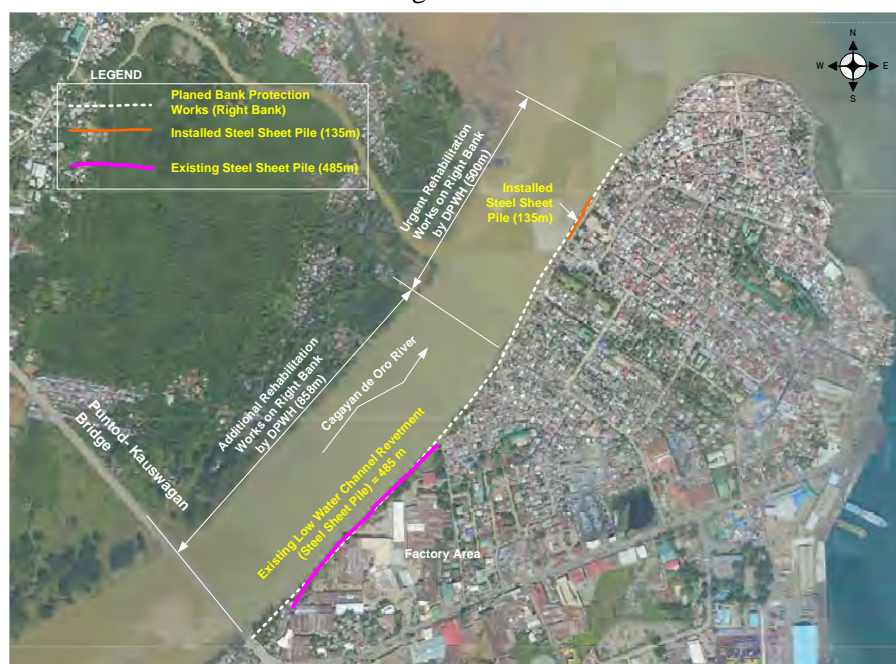 N
W E
S
LEGEND
Planed Bank Protection
Works (Right Bank)
Installed Steel Sheet Pile (135m)
Existing Steel Sheet Pile (485m)
Urgent Rehabilitation
Works on Right Bank
by DPWH (500m)
Installed
Steel Sheet
Pile (135m)
Additional Rehabilitation
Works on Right Bank
by DPWH (858m)
Cagayan de Oro River
Puntod- Kauswagan
Bridge
Existing Low Water Channel Revetment
(Steel Sheet Pile) = 485 m
Factory Area